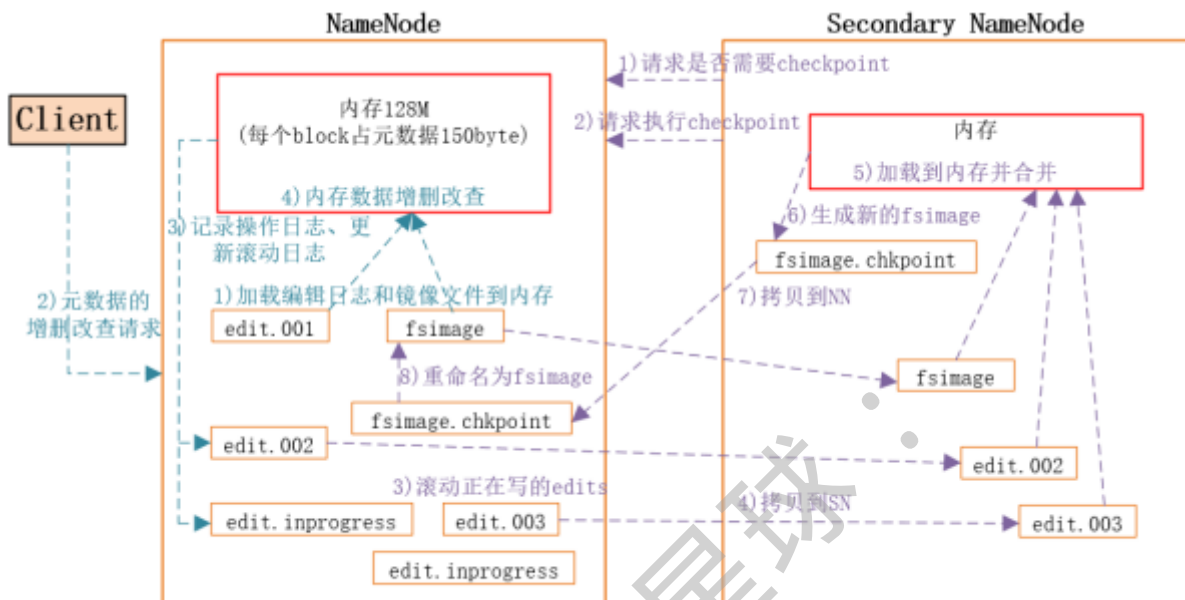 NameNode
Secondary NameNode
Client
内存128M
(每个block占元数据150byte)
4)内存数据增删改查
3)记录操作日志、更
新滚动日志
1)加载编辑日志和镜像文件到内存
2)元数据的
增删改查请求
edit.001
fsimage
8)重命名为fsimage
fsimage.chkpoint
edit.002
3)滚动正在写的edits
edit.inprogress
edit.003
edit.inprogress
1)请求是否需要checkpoint
2)请求执行checkpoint
内存
5)加载到内存并合并
6)生成新的fsimage
fsimage.chkpoint
7)拷贝到NN
fsimage
edit.002
4)拷贝到SN
edit.003
星球